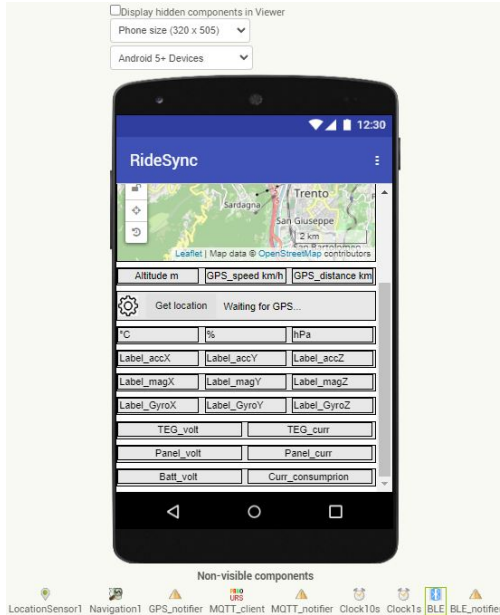 Display hidden components in Viewer
Phone size (320 x 505)
Android 5+ Devices
12:30
RideSync
Trento
Sardagna
San Giuseppe
2 km
San Bartolomeo
Leaflet | Map data © OpenStreetMap contributors
Altitude m GPS_speed km/h GPS_distance km
Get location Waiting for GPS...
°C % hPa
Label_accX Label_accY Label_accZ
Label_magX Label_magY Label_magZ
Label_GyroX Label_GyroY Label_GyroZ
TEG_volt TEG_curr
Panel_volt Panel_curr
Batt_volt Curr_consumprion
Non-visible components
LocationSensor1 Navigation1 GPS_notifier MQTT_client MQTT_notifier Clock10s Clock1s BLE BLE_notifie